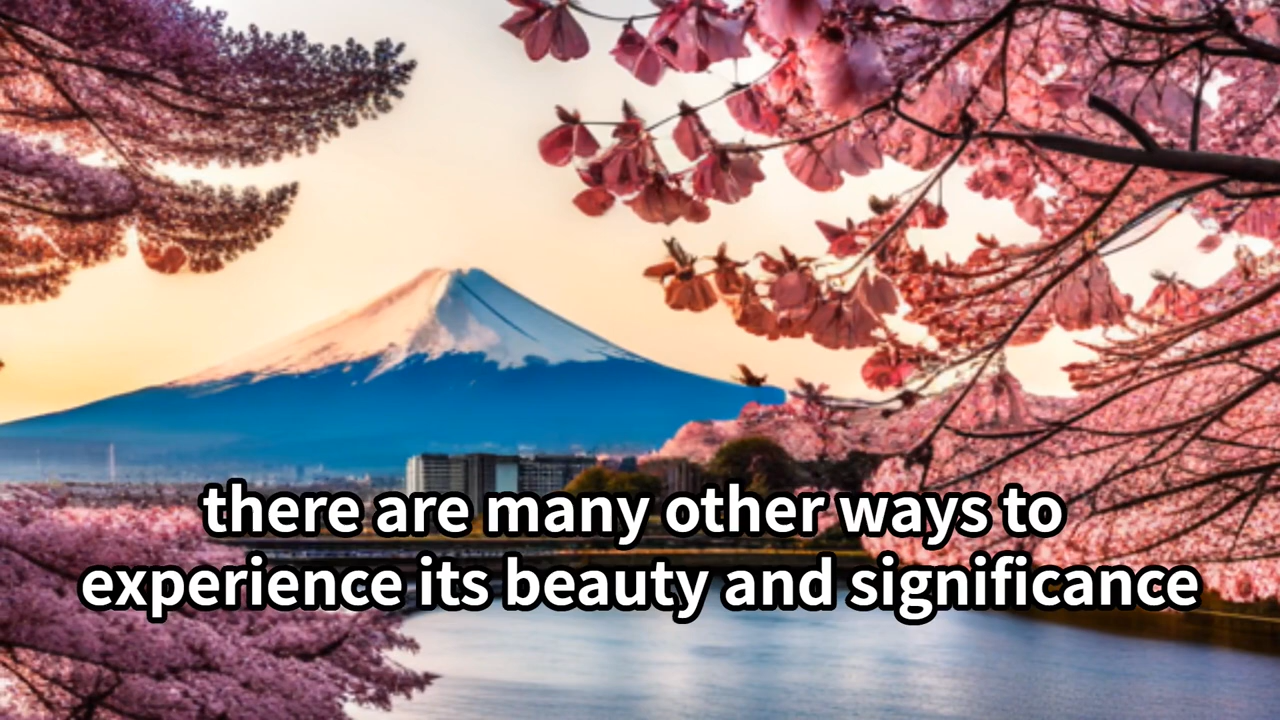 there are many other ways to
experience its beauty and significance